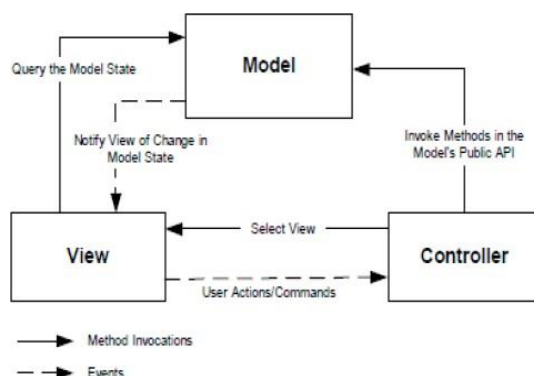 Model
Query the Model State
Notify View of Change in
Model State
Invoke Methods in the
Model's Public API
View
Select View
Controller
User Actions/Commands
Method Invocations
Events